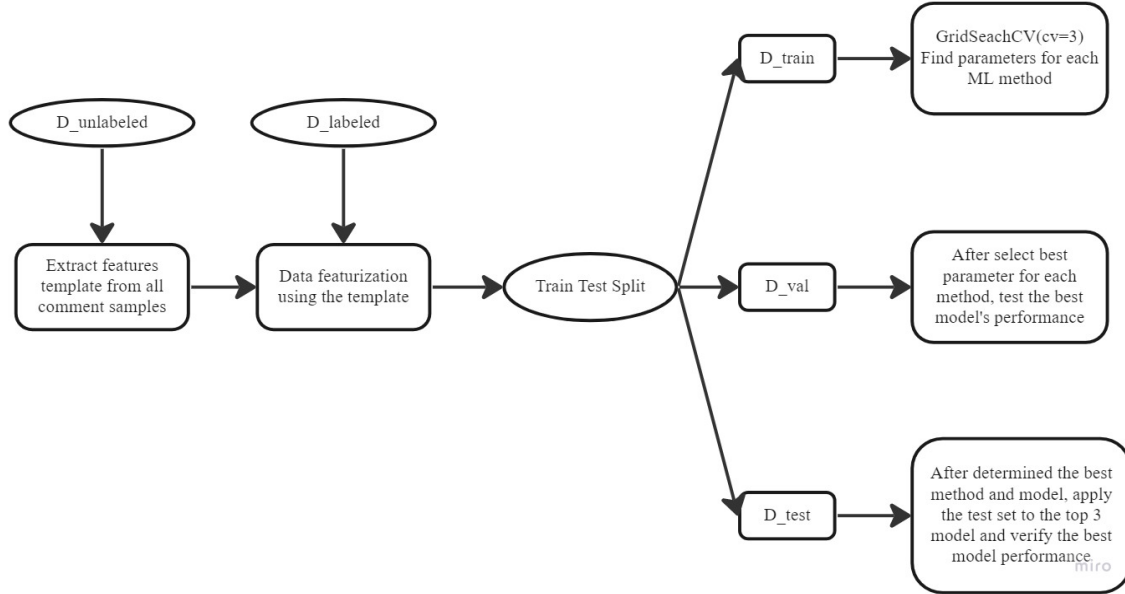 D_unlabeled
Extract features
template from all
comment samples
D_labeled
Data featurization
using the template
Train Test Split
D_train
GridSeachCV(cv=3)
Find parameters for each
ML method
D_val
After select best
parameter for each
method, test the best
model's performance
D_test
After determined the best
method and model, apply
the test set to the top 3
model and verify the best
model performance
miro